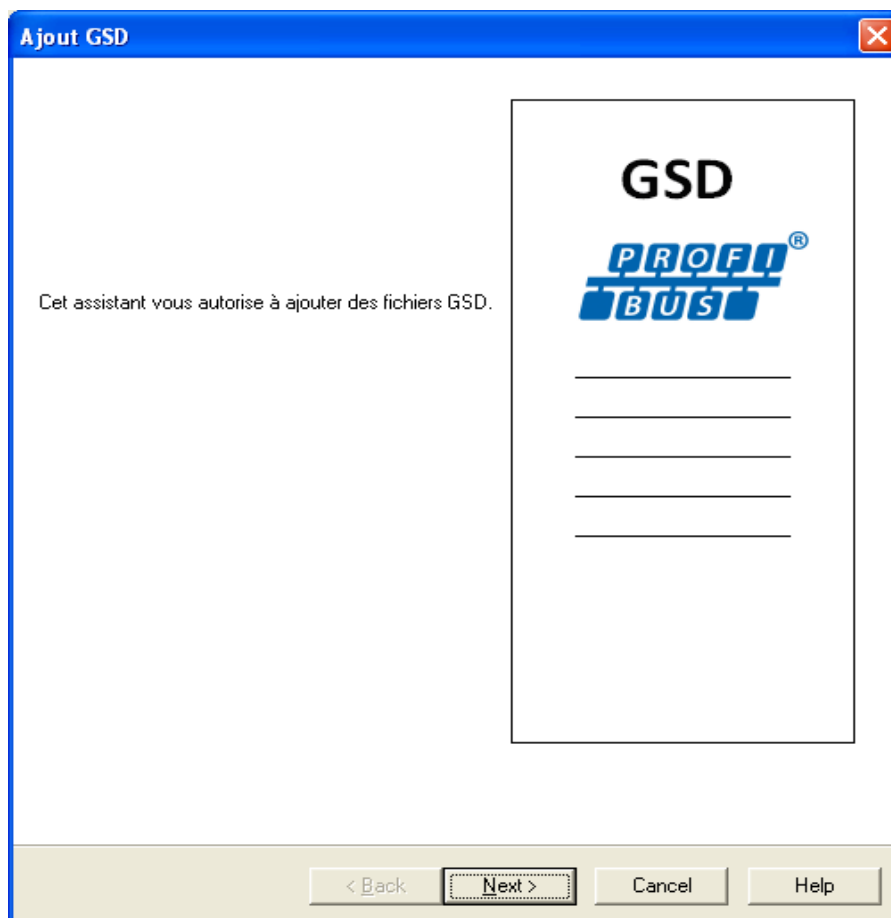 Ajout GSD
Cet assistant vous autorise à ajouter des fichiers GSD.
GSD
PROFI®
BUS
< Back
Next >
Cancel
Help